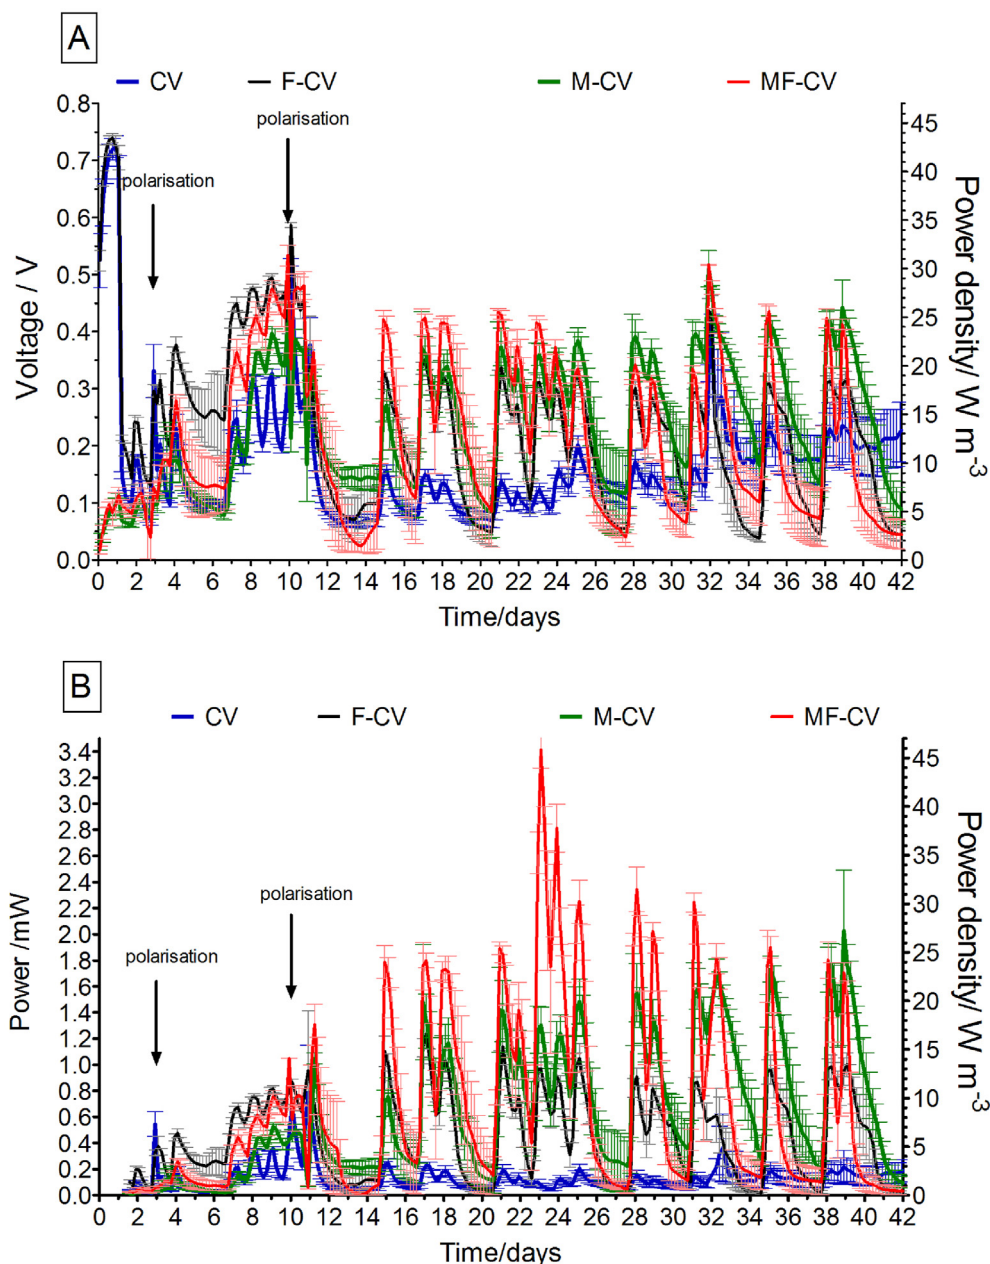 A
CV F-CV M-CV MF-CV
polarisation
polarisation
Voltage / V
0.8
0.7
0.6
0.5
0.4
0.3
0.2
0.1
0.0
45
40
35
30
25
20
15
10
5
0
Power density/ W m-3
0 2 4 6 8 10 12 14 16 18 20 22 24 26 28 30 32 34 36 38 40 42
Time/days
B
CV F-CV M-CV MF-CV
polarisation
polarisation
Power /mW
3.4
3.2
3.0
2.8
2.6
2.4
2.2
2.0
1.8
1.6
1.4
1.2
1.0
0.8
0.6
0.4
0.2
0.0
45
40
35
30
25
20
15
10
5
0
Power density/ W m-3
0 2 4 6 8 10 12 14 16 18 20 22 24 26 28 30 32 34 36 38 40 42
Time/days